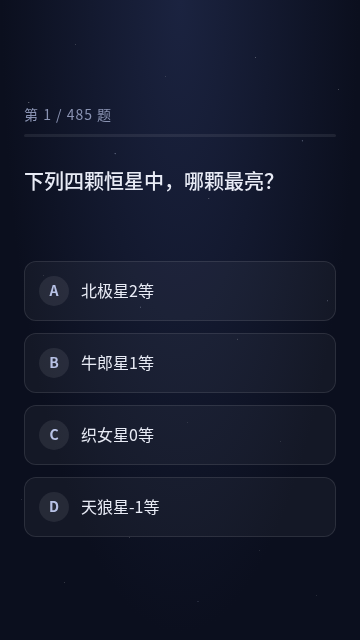 第 1 / 485 题
下列四颗恒星中，哪颗最亮？
A 北极星2等
B 牛郎星1等
C 织女星0等
D 天狼星-1等